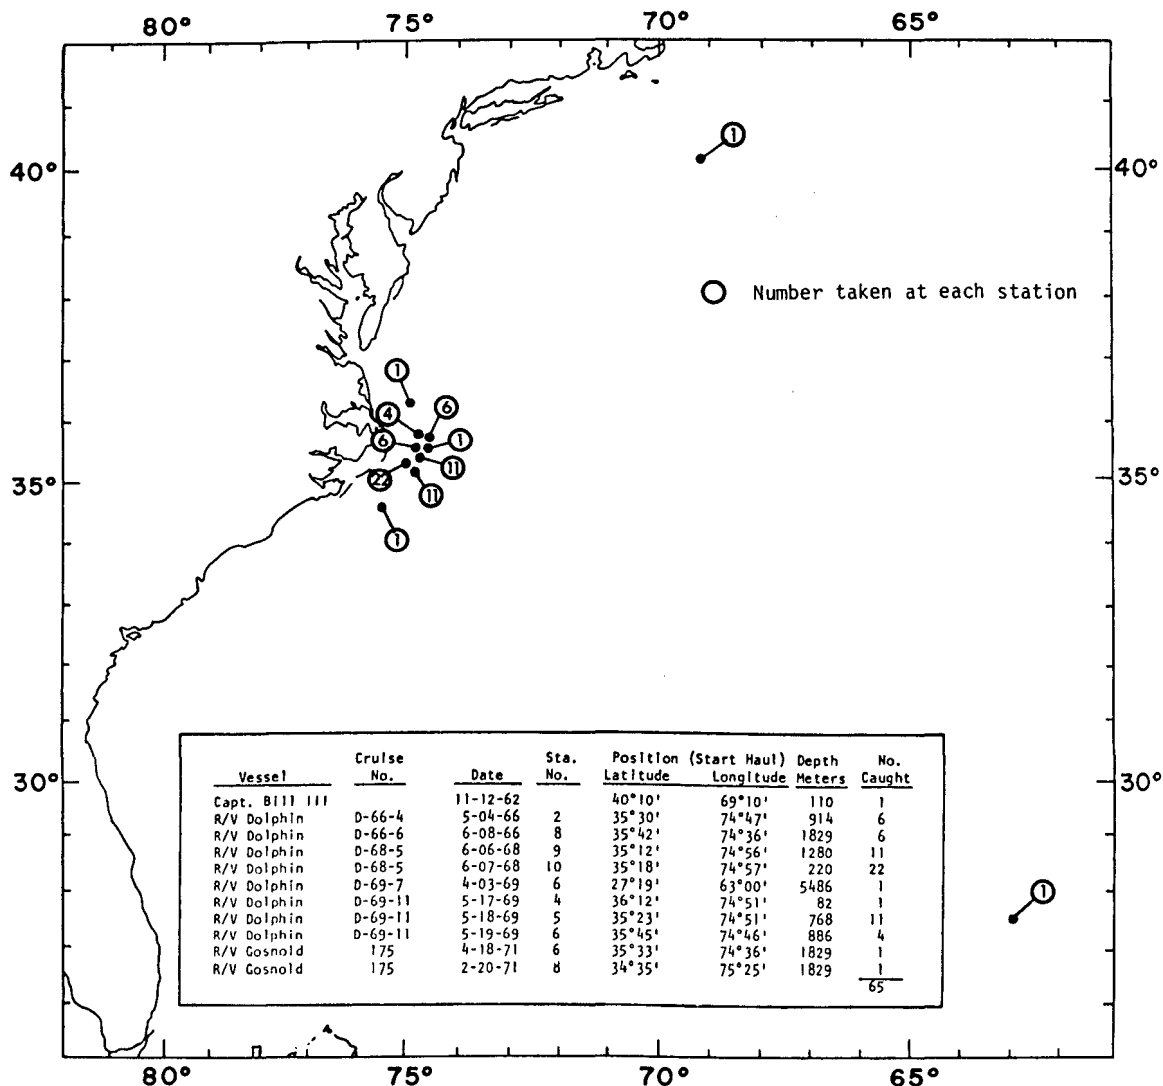 80° 75° 70° 65°
1
40° 40°
Number taken at each station
1
4 6
6 1
11
35° 22 11 35°
1
Cruise Sta. Position (Start Haul) Depth No.
Vessel No. Date No. Latitude Longitude Meters Caught
30° 30°
Capt. Bill III 11-12-62 40°10' 69°10' 110 1
R/V Dolphin D-66-4 5-04-66 2 35°30' 74°47' 914 6
R/V Dolphin D-66-6 6-08-66 8 35°42' 74°36' 1829 6
R/V Dolphin D-68-5 6-06-68 9 35°12' 74°56' 1280 11
R/V Dolphin D-68-5 6-07-68 10 35°18' 74°57' 220 22
R/V Dolphin D-69-7 4-03-69 6 27°19' 63°00' 5486 1
R/V Dolphin D-69-11 5-17-69 4 36°12' 74°51' 82 1
R/V Dolphin D-69-11 5-18-69 5 35°23' 74°51' 768 11
R/V Dolphin D-69-11 5-19-69 6 35°45' 74°46' 886 4
R/V Gosnold 175 4-18-71 6 35°33' 74°36' 1829 1
R/V Gosnold 175 2-20-71 8 34°35' 75°25' 1829 1
65
1
80° 75° 70° 65°